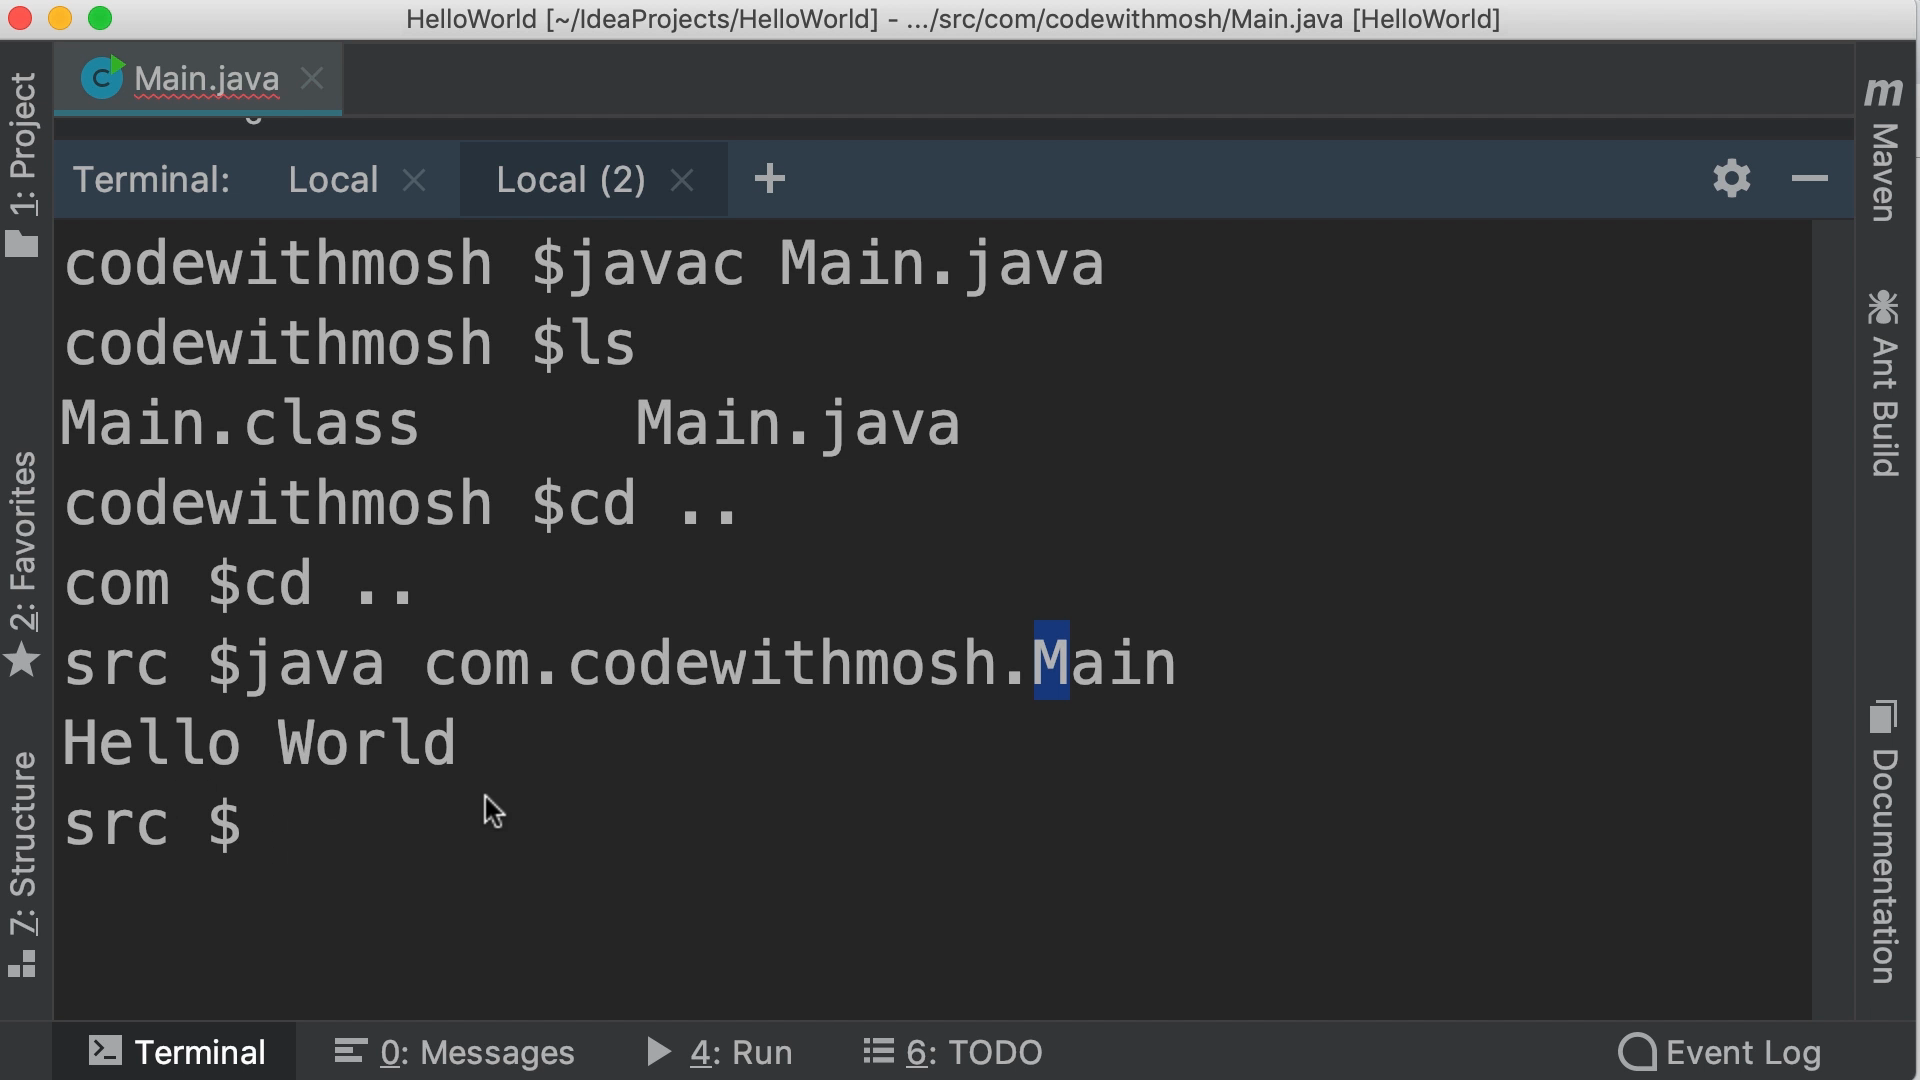 HelloWorld [~/IdeaProjects/HelloWorld] - .../src/com/codewithmosh/Main.java [HelloWorld]
Main.java
Terminal: Local Local (2) +
codewithmosh $javac Main.java
codewithmosh $ls
Main.class Main.java
codewithmosh $cd ..
com $cd ..
src $java com.codewithmosh.Main
Hello World
src $
1: Project
2: Favorites
7: Structure
m Maven
Ant Build
Documentation
Terminal 0: Messages 4: Run 6: TODO Event Log